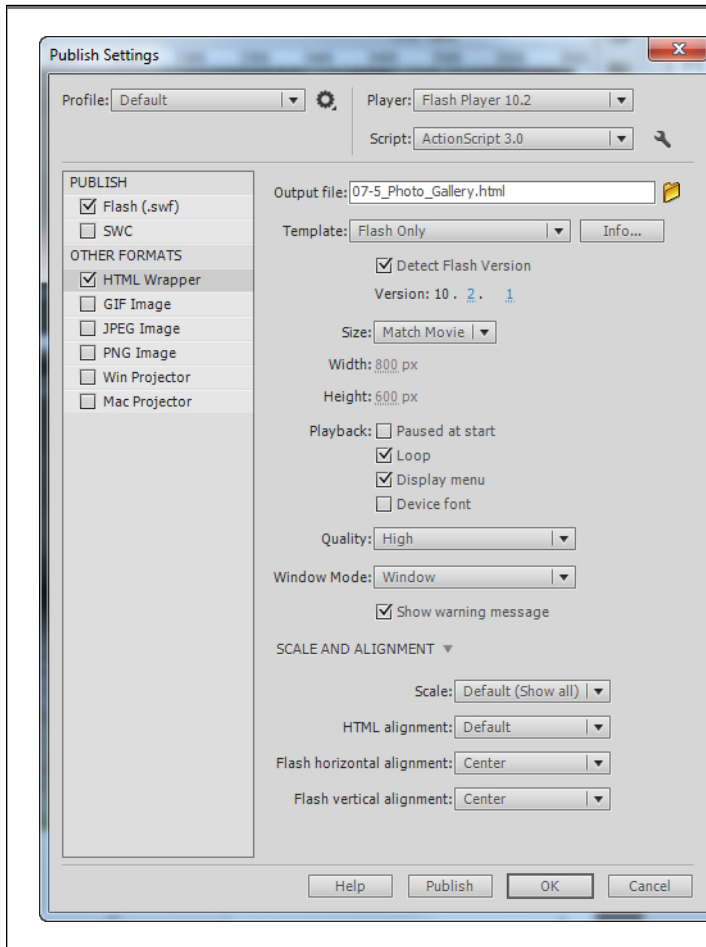 Publish Settings
Profile: Default
Player: Flash Player 10.2
Script: ActionScript 3.0
PUBLISH
Flash (.swf)
SWC
OTHER FORMATS
HTML Wrapper
GIF Image
JPEG Image
PNG Image
Win Projector
Mac Projector
Output file: 07-5_Photo_Gallery.html
Template: Flash Only Info...
Detect Flash Version
Version: 10 . 2 . 1
Size: Match Movie
Width: 800 px
Height: 600 px
Playback: Paused at start
Loop
Display menu
Device font
Quality: High
Window Mode: Window
Show warning message
SCALE AND ALIGNMENT
Scale: Default (Show all)
HTML alignment: Default
Flash horizontal alignment: Center
Flash vertical alignment: Center
Help Publish OK Cancel